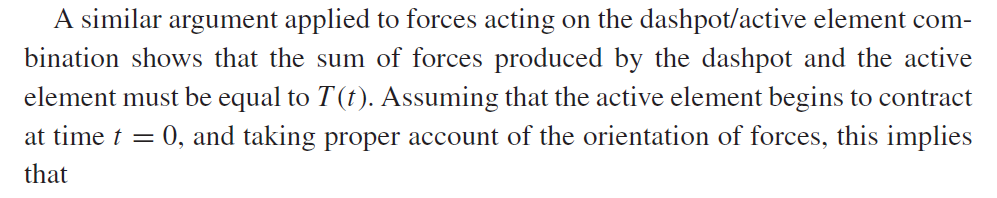 A similar argument applied to forces acting on the dashpot/active element com-
bination shows that the sum of forces produced by the dashpot and the active
element must be equal to T(t). Assuming that the active element begins to contract
at time t = 0, and taking proper account of the orientation of forces, this implies
that